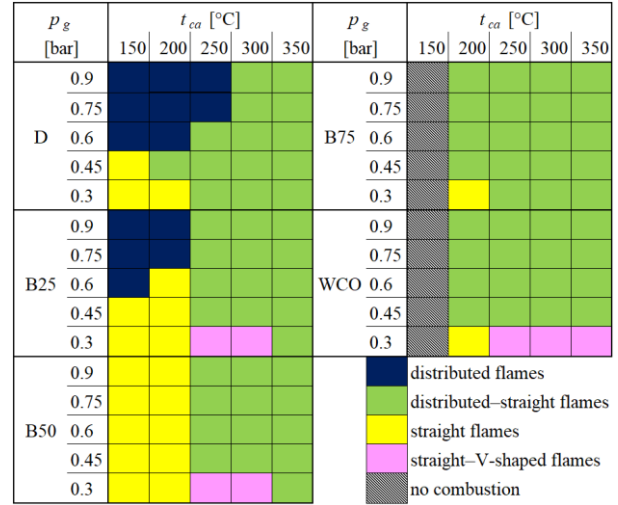 p g t ca [°C] p g t ca [°C]
[bar] 150 200 250 300 350 [bar] 150 200 250 300 350
0.9 0.9
0.75 0.75
D 0.6 B75 0.6
0.45 0.45
0.3 0.3
0.9 0.9
0.75 0.75
B25 0.6 WCO 0.6
0.45 0.45
0.3 0.3
0.9 distributed flames
0.75 distributed–straight flames
B50 0.6 straight flames
0.45 straight–V-shaped flames
0.3 no combustion